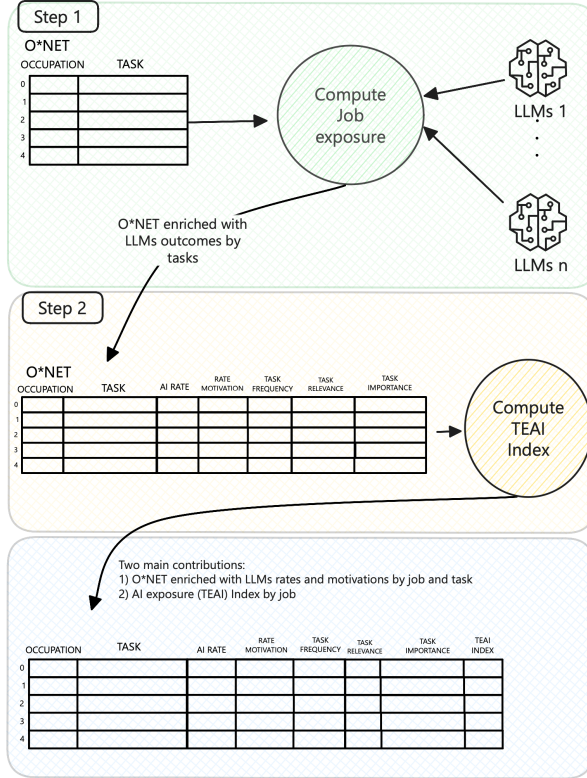 Step 1
O*NET
OCCUPATION TASK
0
1
2
3
4
Compute
Job
exposure
LLMs 1
LLMs n
O*NET enriched with
LLMs outcomes by
tasks
Step 2
O*NET
OCCUPATION TASK AI RATE RATE MOTIVATION TASK FREQUENCY TASK RELEVANCE TASK IMPORTANCE
0
1
2
3
4
Compute
TEAI
Index
Two main contributions:
1) O*NET enriched with LLMs rates and motivations by job and task
2) AI exposure (TEAI) Index by job
OCCUPATION TASK AI RATE RATE MOTIVATION TASK FREQUENCY TASK RELEVANCE TASK IMPORTANCE TEAI INDEX
0
1
2
3
4